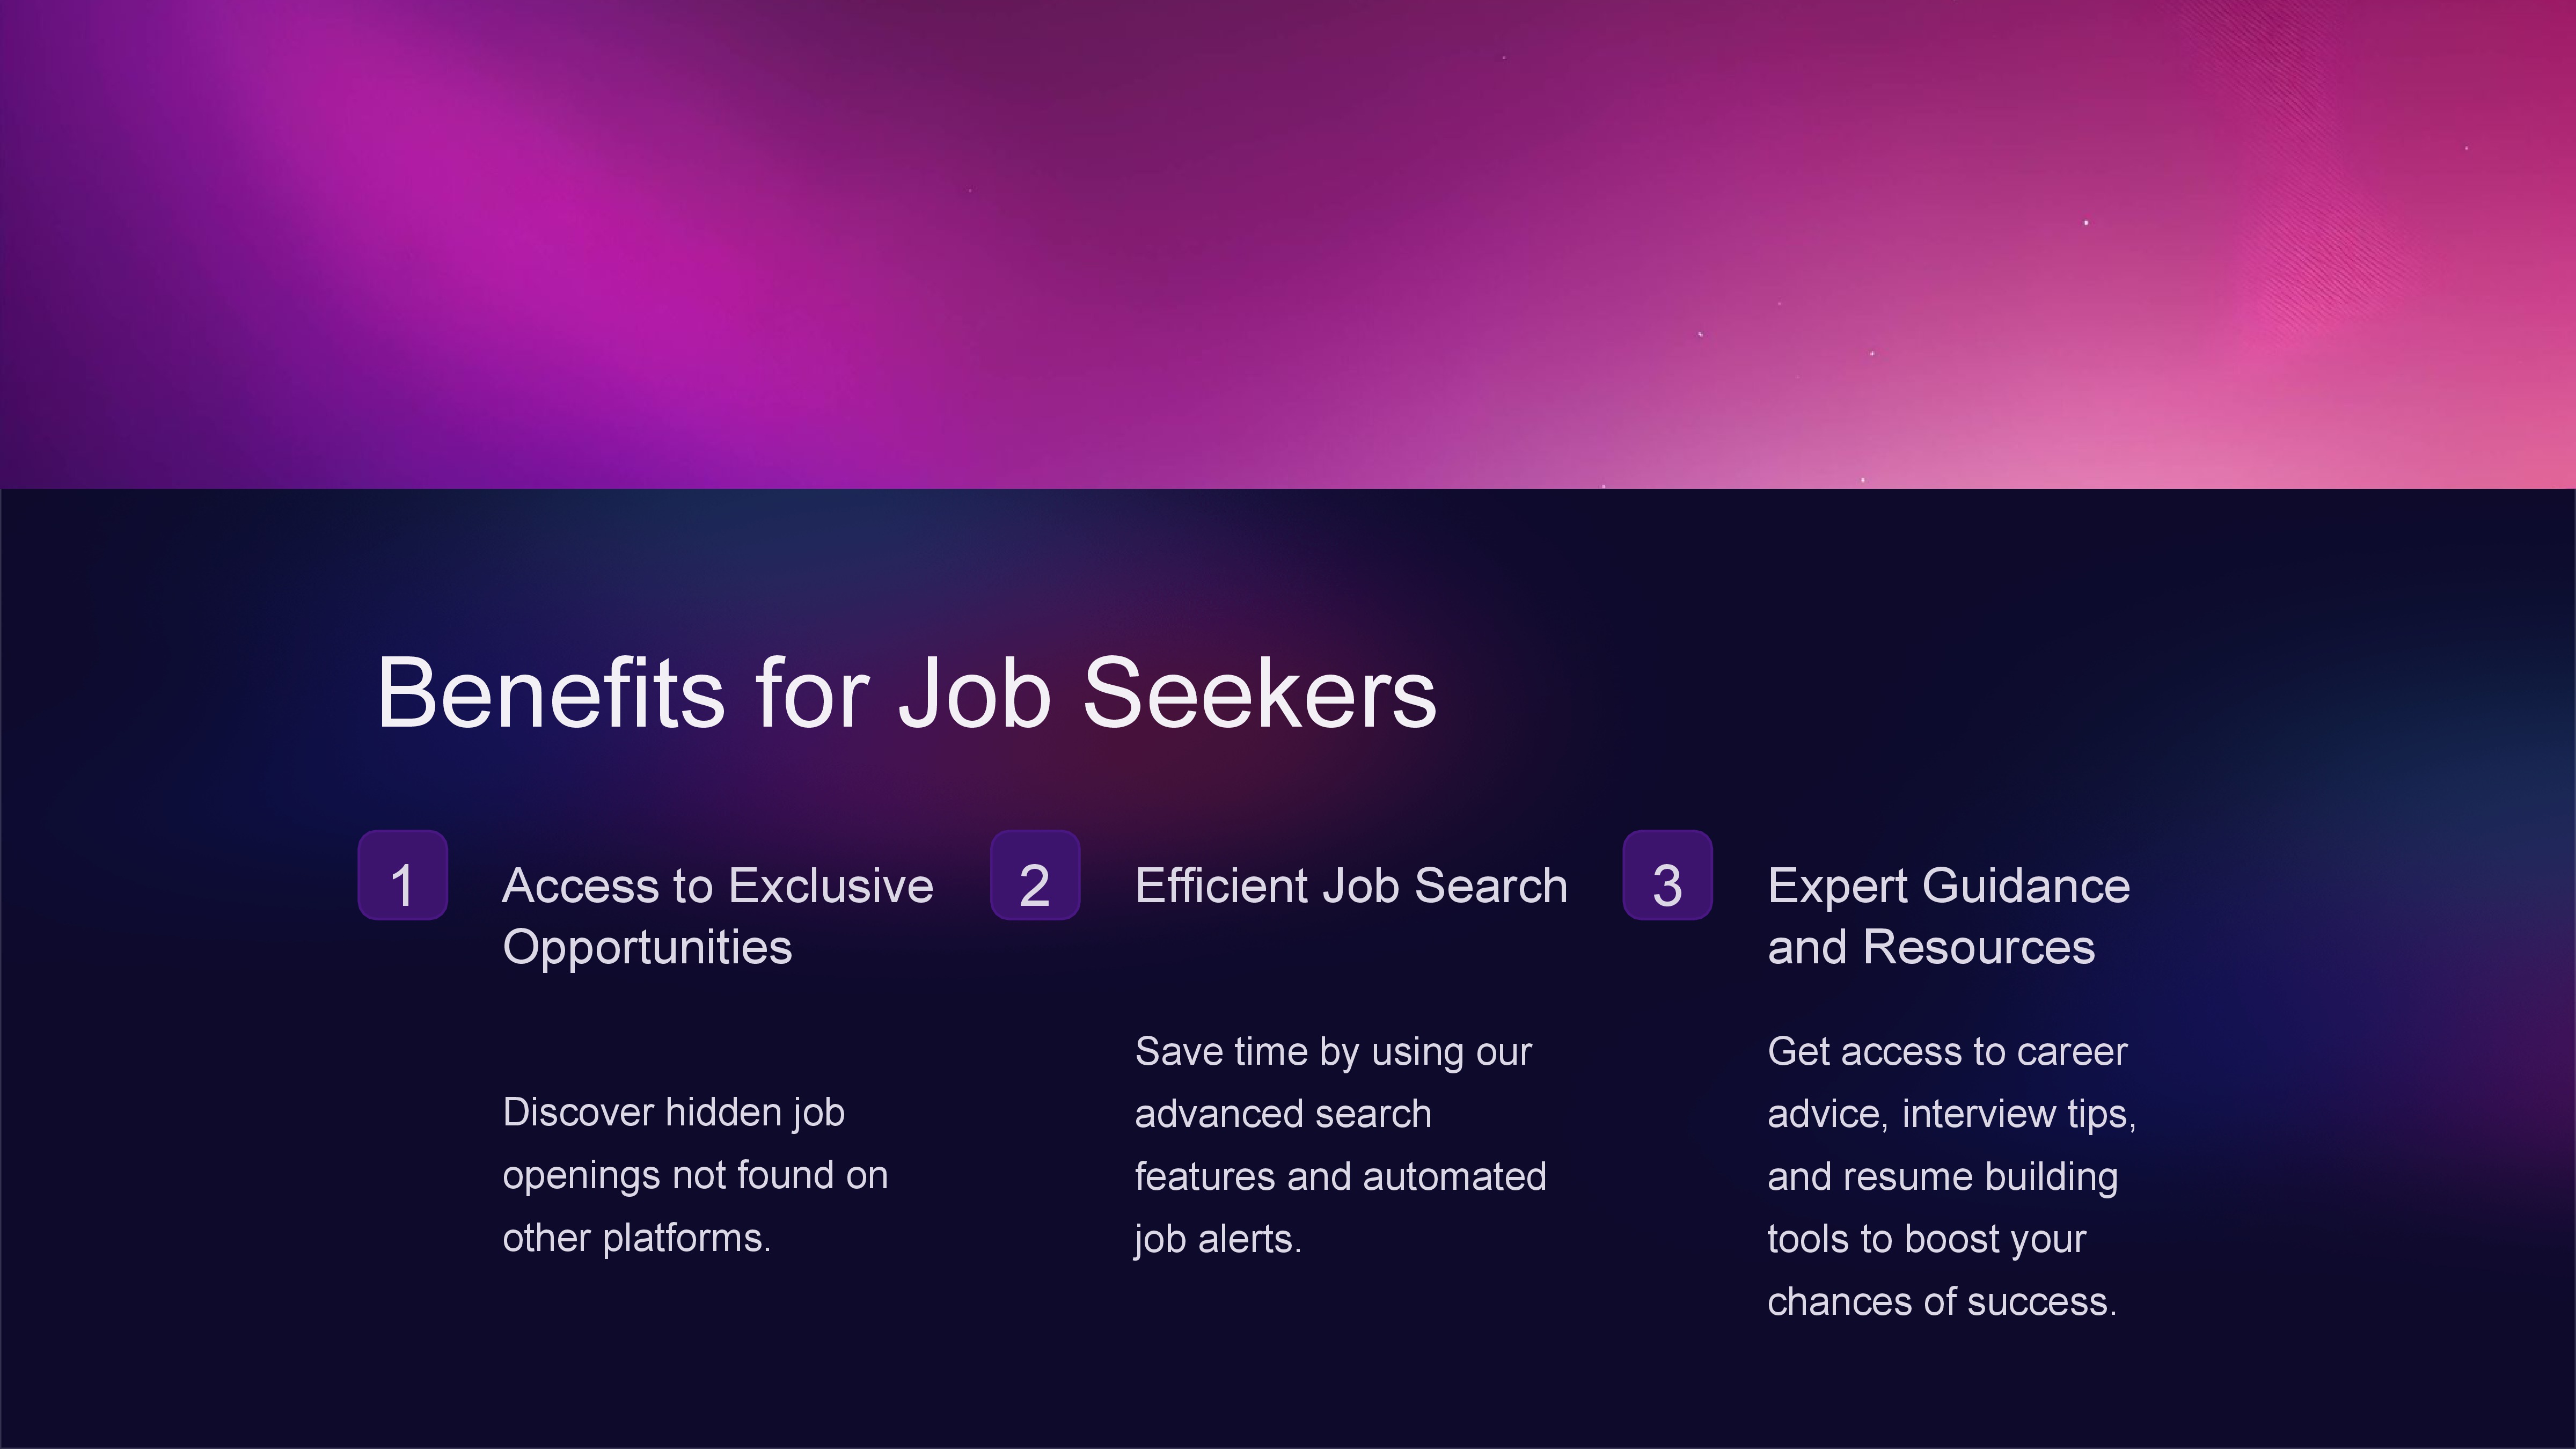 Benefits for Job Seekers
1
Access to Exclusive
Opportunities
Discover hidden job
openings not found on
other platforms.
2
Efficient Job Search
Save time by using our
advanced search
features and automated
job alerts.
3
Expert Guidance
and Resources
Get access to career
advice, interview tips,
and resume building
tools to boost your
chances of success.